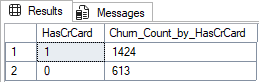 Results Messages
HasCrCard Churn_Count_by_HasCrCard
1 1 1424
2 0 613